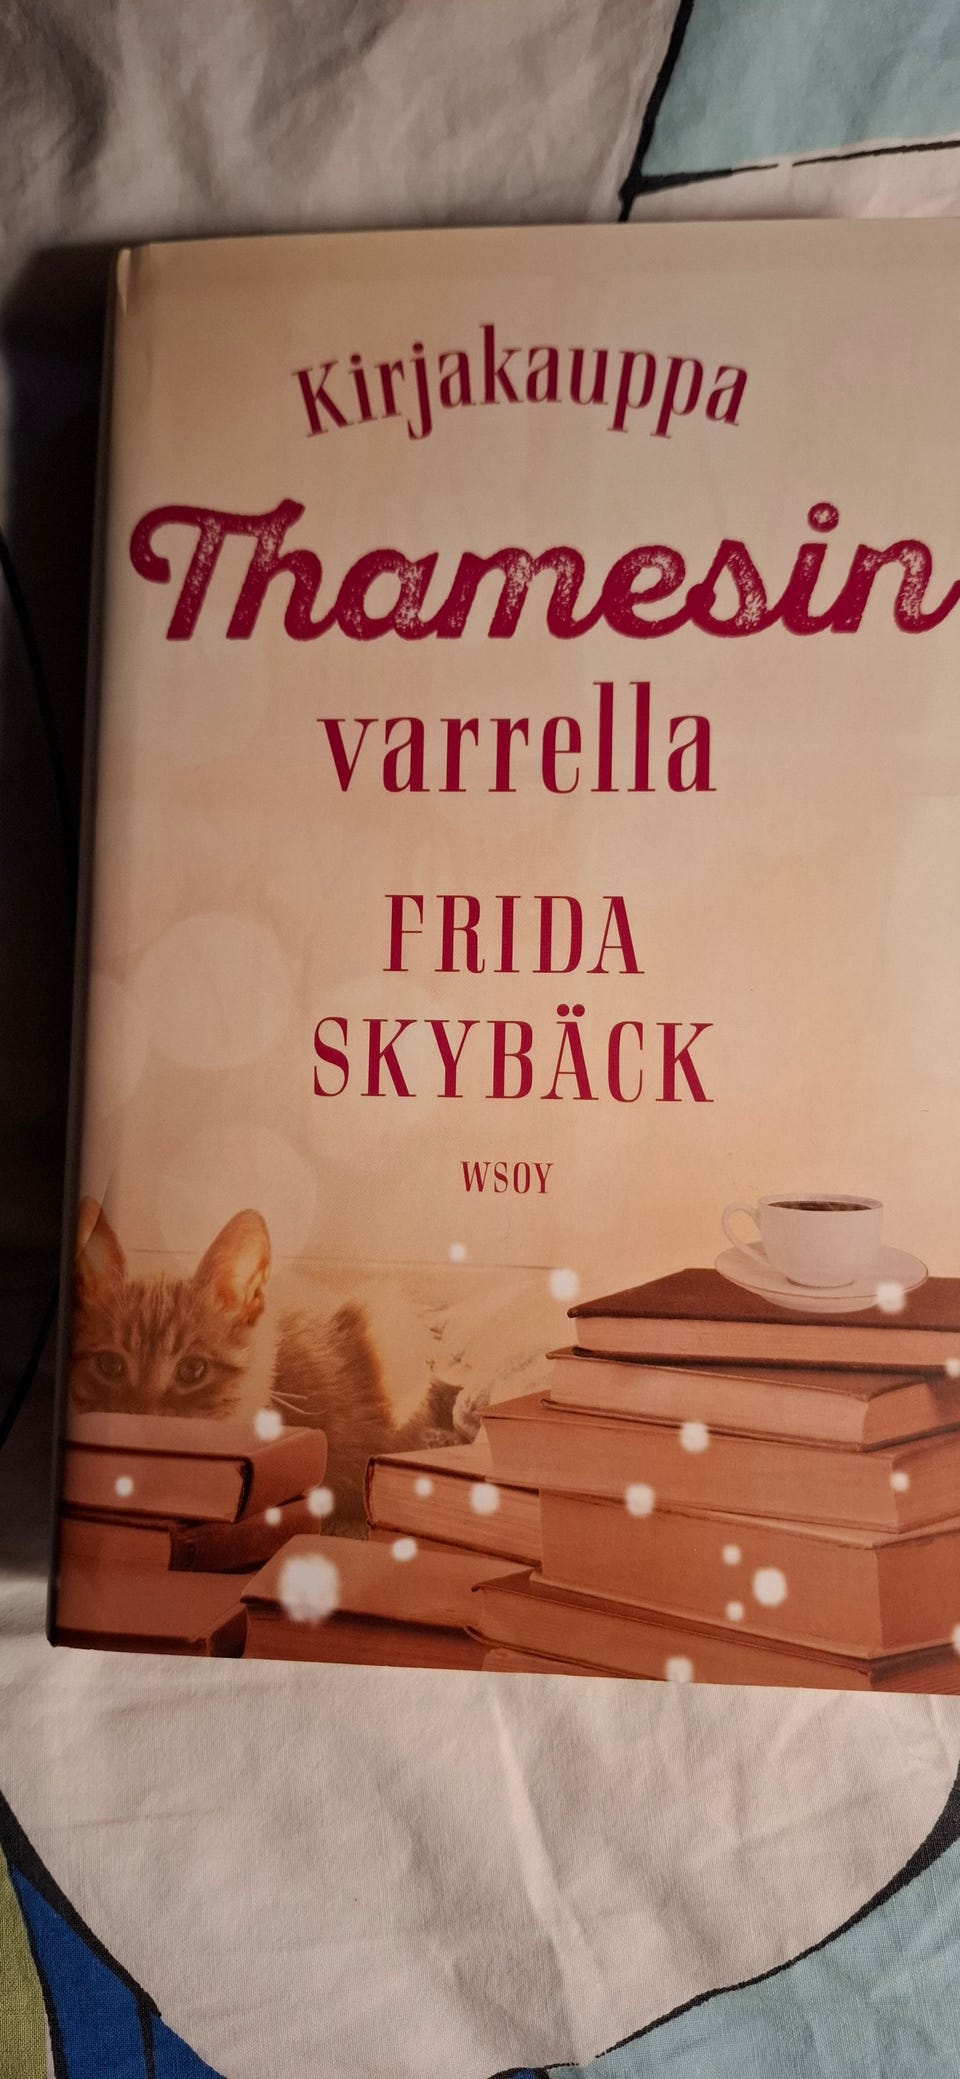 Kirjakauppa
Thamesin
varrella
FRIDA
SKYBÄCK
WSOY